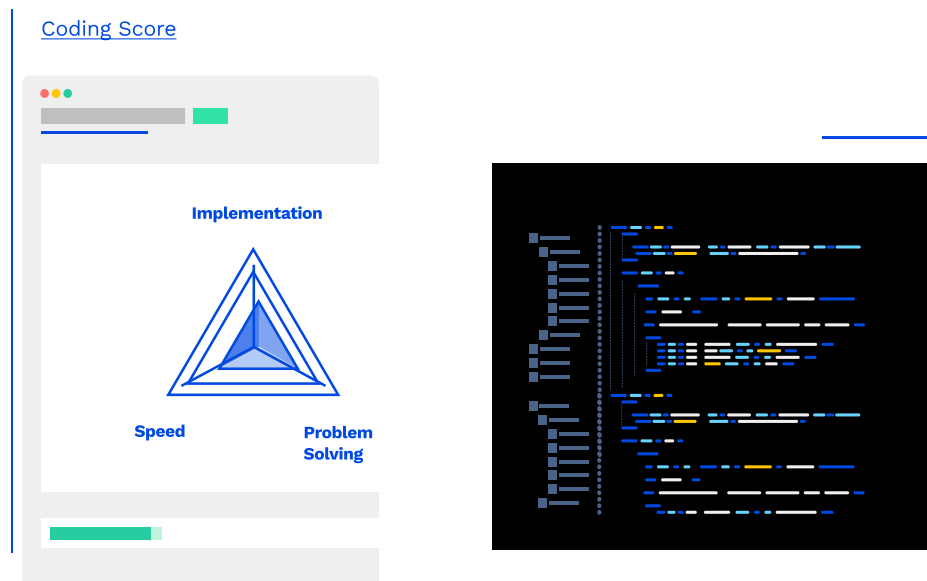 Coding Score
Implementation
Speed
Problem
Solving